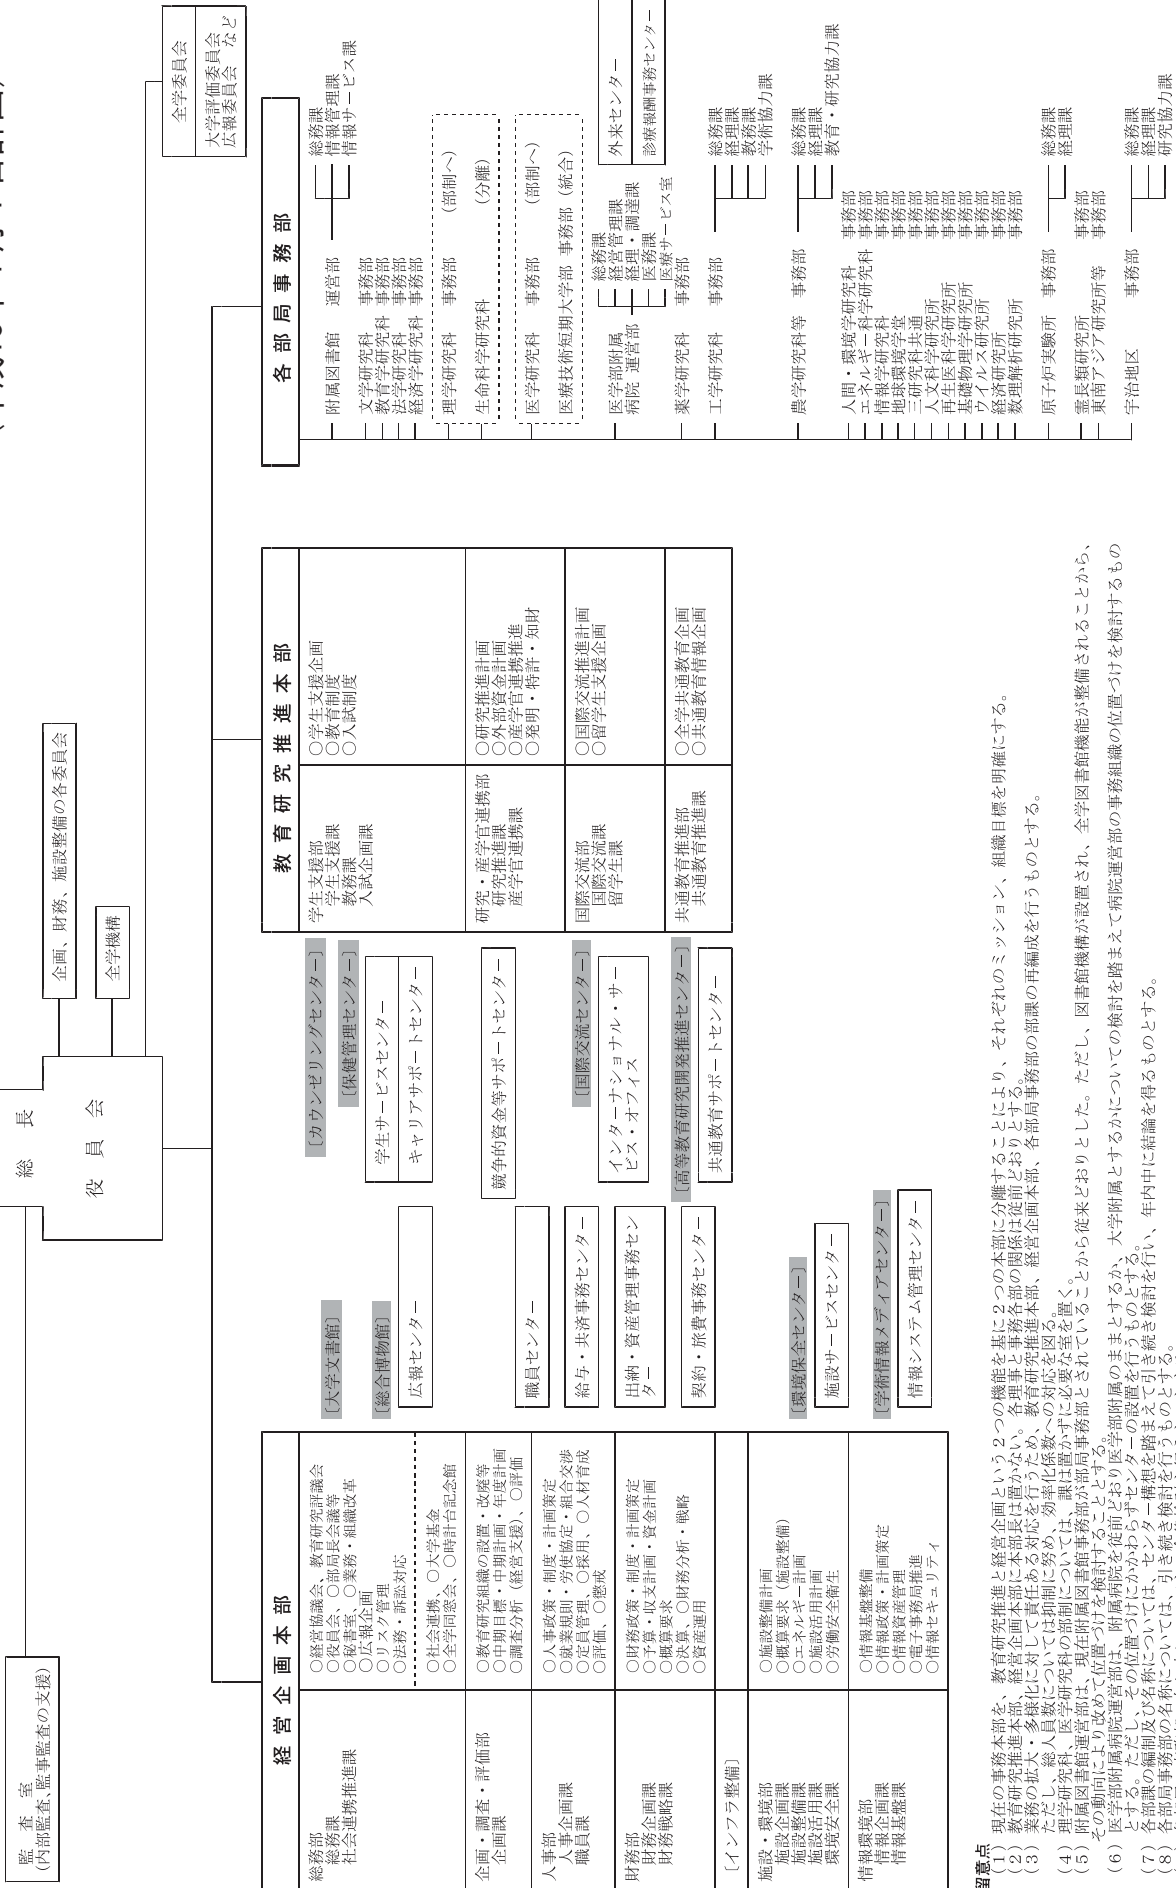 総　長
役　員　会
監　査　室
(内部監査、監事監査の支援)
企画、財務、施設整備の各委員会
全学機構
全学委員会
大学評価委員会
広報委員会　など
経営企画本部
総務部
総務課
社会連携推進課
○経営協議会、教育研究評議会
○役員会、○部局長会議等
○秘書室、○業務・組織改革
○広報企画
○リスク管理
○法務・訴訟対応
○社会連携、○大学基金
○全学同窓会、○時計台記念館
企画・調査・評価部
企画課
○教育研究組織の設置・改廃等
○中期目標・中期計画・年度計画
○調査分析（経営支援）、○評価
人事部
人事企画課
職員課
○人事政策・制度・計画策定
○就業規則・労使協定・組合交渉
○定員管理、○採用、○人材育成
○評価、○懲戒
財務部
財務企画課
財務戦略課
○財務政策・制度・計画策定
○予算・収支計画・資金計画
○概算要求
○決算、○財務分析・戦略
○資産運用
［インフラ整備］
施設・環境部
施設企画課
施設整備課
施設活用課
環境安全課
○施設整備計画
○概算要求（施設整備）
○エネルギー計画
○施設活用計画
○労働安全衛生
情報環境部
情報企画課
情報基盤課
○情報基盤整備
○情報政策・計画策定
○情報資産管理
○電子事務局推進
○情報セキュリティ
［大学文書館］
［総合博物館］
広報センター
職員センター
給与・共済事務センター
出納・資産管理事務セン
ター
契約・旅費事務センター
［環境保全センター］
施設サービスセンター
［学術情報メディアセンター］
情報システム管理センター
［カウンセリングセンター］
［保健管理センター］
学生サービスセンター
キャリアサポートセンター
競争的資金等サポートセンター
［国際交流センター］
インターナショナル・サー
ビス・オフィス
［高等教育研究開発推進センター］
共通教育サポートセンター
教育研究推進本部
学生支援部
学生支援課
教務課
入試企画課
○学生支援企画
○教育制度
○入試制度
研究・産学官連携部
研究推進課
産学官連携課
○研究推進計画
○外部資金計画
○産学官連携推進
○発明・特許・知財
国際交流部
国際交流課
留学生課
○国際交流推進計画
○留学生支援企画
共通教育推進部
共通教育推進課
○全学共通教育企画
○共通教育情報企画
各部局事務部
附属図書館　運営部
総務課
情報管理課
情報サービス課
文学研究科　事務部
教育学研究科　事務部
法学研究科　事務部
経済学研究科　事務部
理学研究科　事務部　（部制へ）
生命科学研究科　（分離）
医学研究科　事務部　（部制へ）
医療技術短期大学部　事務部（統合）
医学部附属
病院　運営部
総務課
経営管理課
経理・調達課
医務課
医療サービス室
外来センター
診療報酬事務センター
薬学研究科　事務部
工学研究科　事務部
総務課
経理課
教務課
学術協力課
農学研究科等　事務部
総務課
経理課
教育・研究協力課
人間・環境学研究科　事務部
エネルギー科学研究科　事務部
情報学研究科　事務部
地球環境学堂　事務部
三研究科共通　事務部
人文科学研究所　事務部
再生医科学研究所　事務部
基礎物理学研究所　事務部
ウイルス研究所　事務部
経済研究所　事務部
数理解析研究所　事務部
原子炉実験所　事務部
総務課
経理課
霊長類研究所　事務部
東南アジア研究所等　事務部
宇治地区　事務部
総務課
経理課
研究協力課
留意点
（1）現在の事務本部を、教育研究推進と経営企画という２つの機能を基に２つの本部に分離することにより、それぞれのミッション、組織目標を明確にする。
（2）教育研究推進本部、経営企画本部に本部長は置かない。各理事と事務各部の関係は従前どおりとする。
（3）業務の拡大・多様化に対して責任ある対応を行うため、教育研究推進本部、経営企画本部、各部局事務部の部課の再編成を行うものとする。
ただし、総人員数については抑制に努め、効率化係数への対応を図る。
（4）理学研究科、医学研究科の部制については、課は置かずに必要な室を置く。
（5）附属図書館運営部は、現在附属図書館事務部が部局事務部とされていることから従来どおりとした。ただし、図書館機構が設置され、全学図書館機能が整備されることから、
その動向により改めて位置づけを検討することとする。
（6）医学部附属病院運営部は、附属病院を従前どおり医学部附属のままとするか、大学附属とするかについての検討を踏まえて病院運営部の事務組織の位置づけを検討するもの
とする。ただし、その位置づけにかかわらずセンターの設置を行うものとする。
（7）各部課の編制及び名称については、センター構想を踏まえて引き続き検討を行い、年内中に結論を得るものとする。
（8）各部局事務部の名称については、引き続き検討を行うものとする。